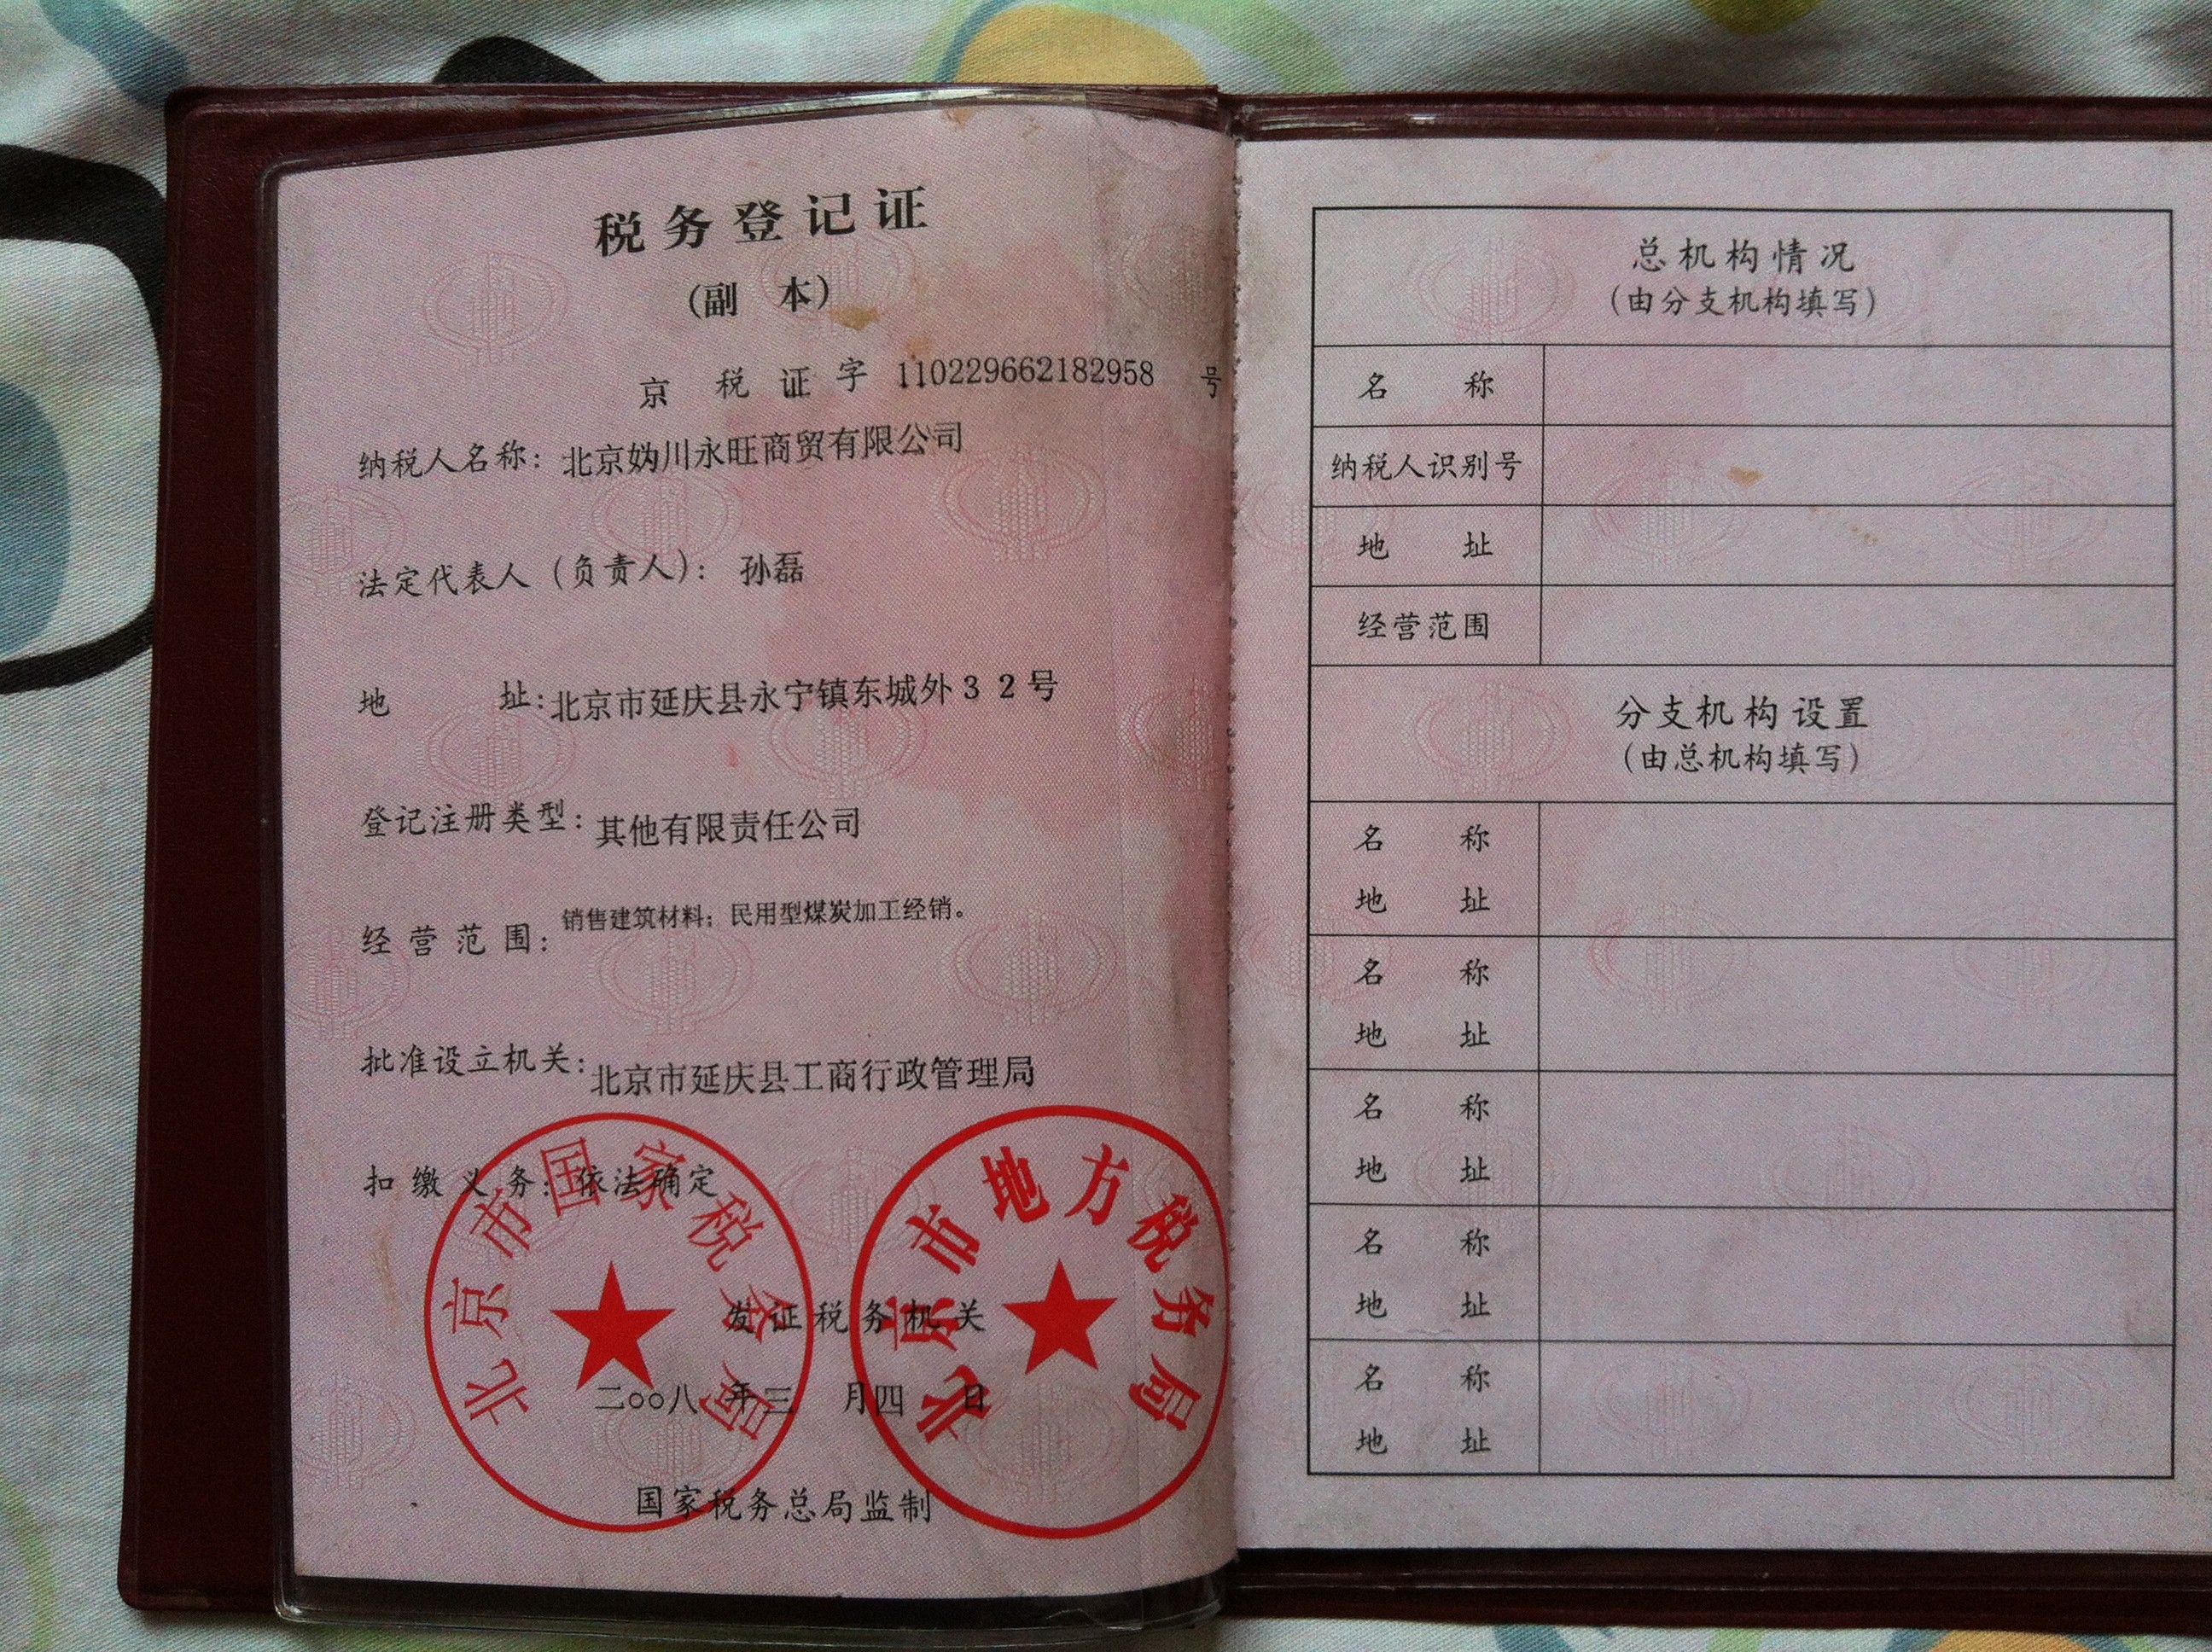 税务登记证
(副 本)
京 税 证 字 110229662182958 号
纳税人名称: 北京妫川永旺商贸有限公司
法定代表人(负责人): 孙磊
地 址: 北京市延庆县永宁镇东城外32号
登记注册类型: 其他有限责任公司
经营范围: 销售建筑材料; 民用型煤炭加工经销。
批准设立机关: 北京市延庆县工商行政管理局
扣缴义务: 依法确定
北京市国家税务局
北京市地方税务局
发证税务机关
二〇〇八 年 三 月 四 日
国家税务总局监制
总机构情况
(由分支机构填写)
名 称
纳税人识别号
地 址
经营范围
分支机构设置
(由总机构填写)
名 称
地 址
名 称
地 址
名 称
地 址
名 称
地 址
名 称
地 址